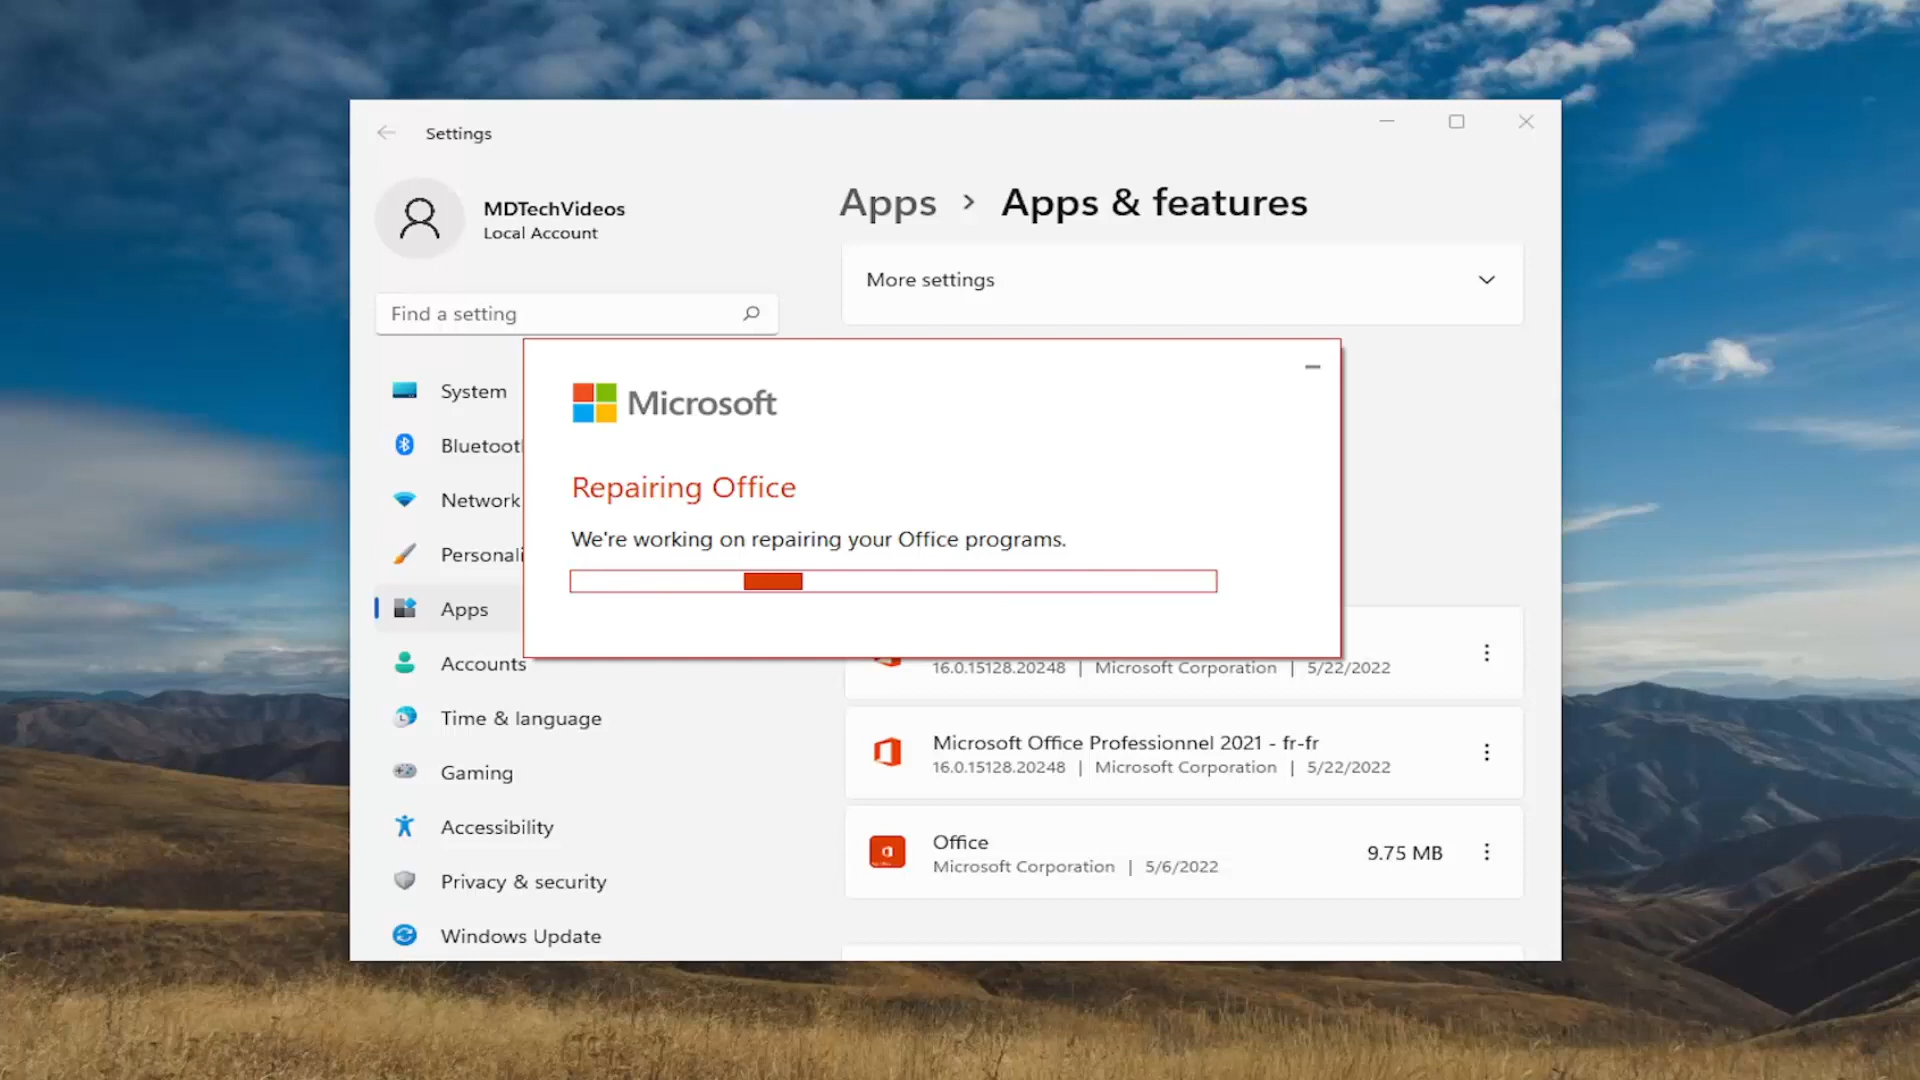 Settings
MDTechVideos
Local Account
Find a setting
System
Bluetoot
Network
Personali
Apps
Accounts
Time & language
Gaming
Accessibility
Privacy & security
Windows Update
Apps > Apps & features
More settings
Microsoft
Repairing Office
We're working on repairing your Office programs.
16.0.15128.20248 | Microsoft Corporation | 5/22/2022
Microsoft Office Professionnel 2021 - fr-fr
16.0.15128.20248 | Microsoft Corporation | 5/22/2022
Office
9.75 MB
Microsoft Corporation | 5/6/2022